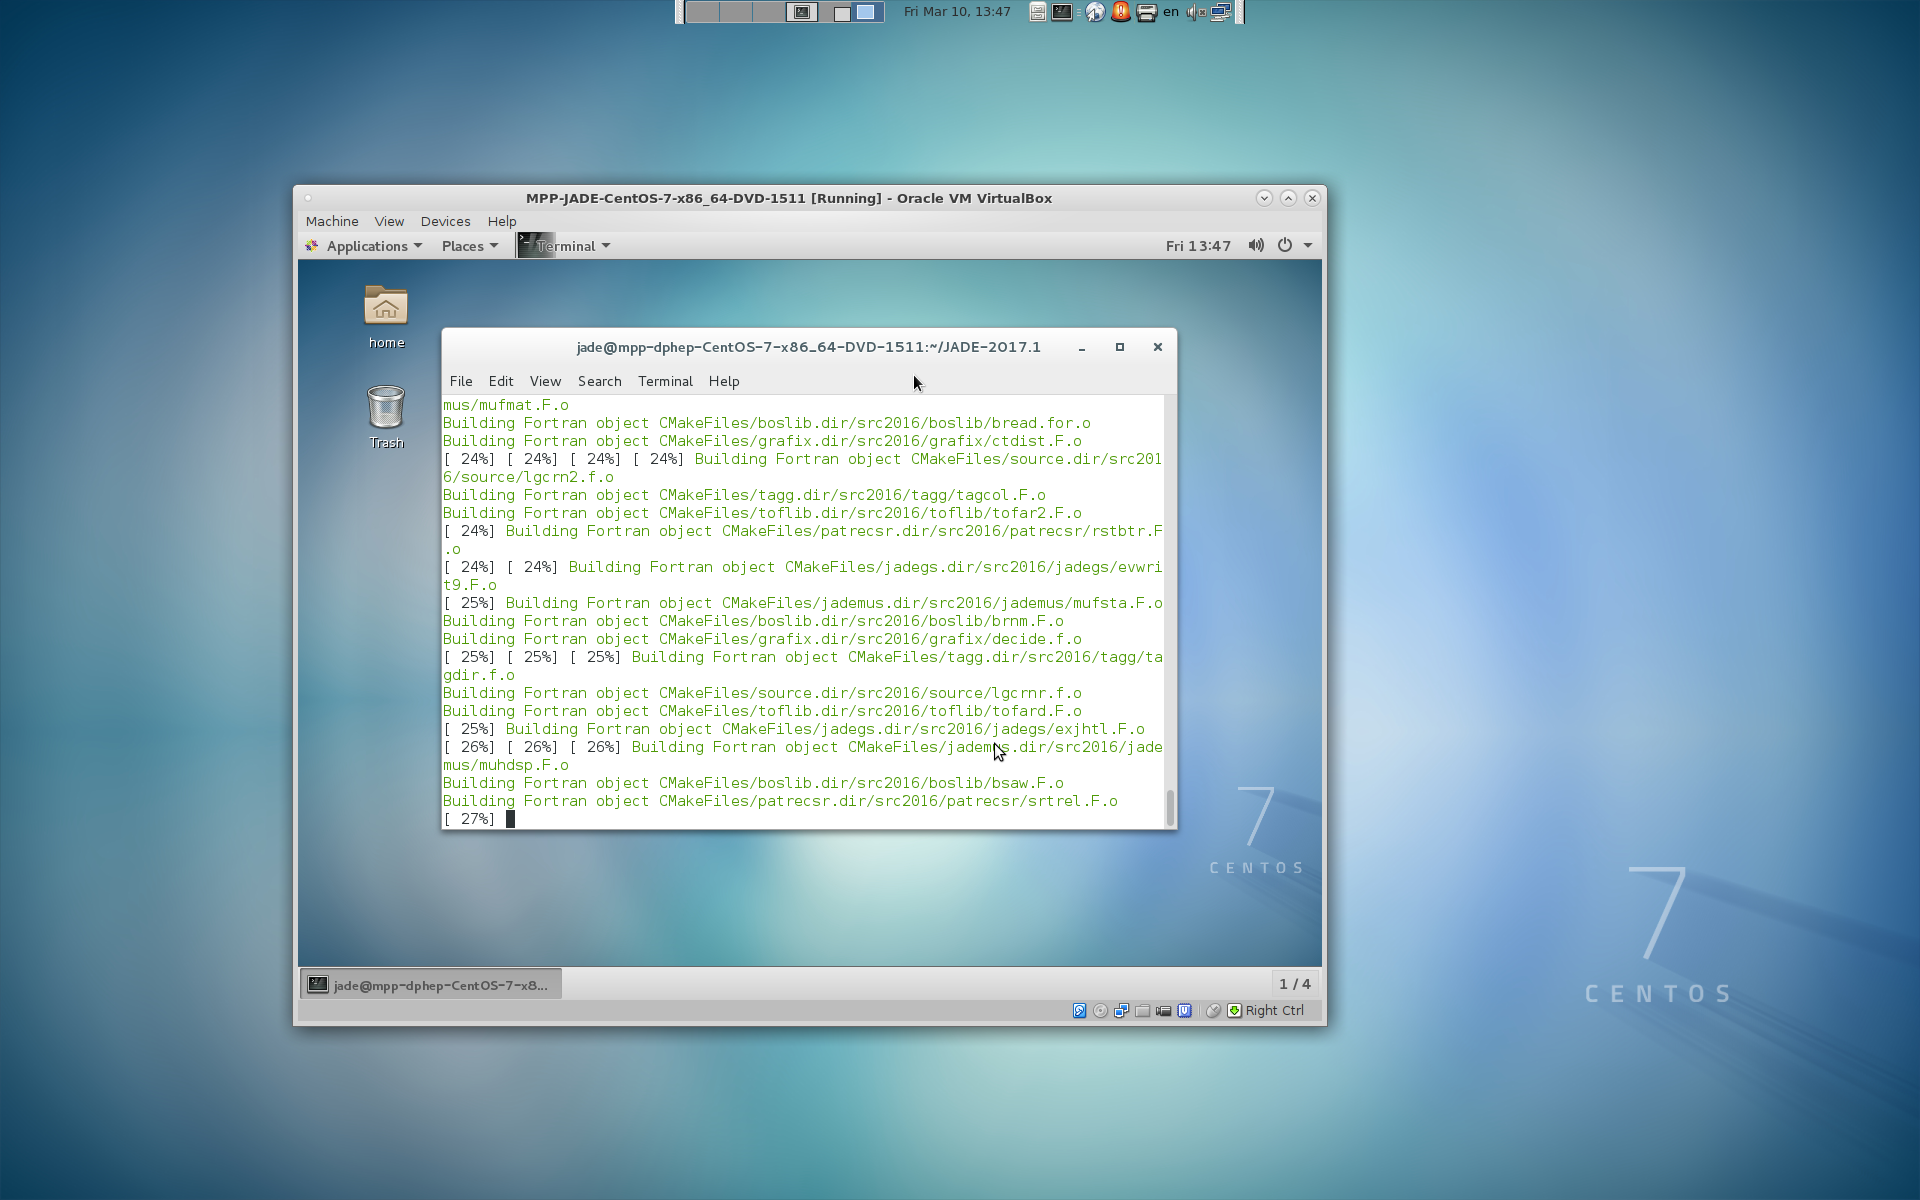 Fri Mar 10, 13:47
en
MPP-JADE-CentOS-7-x86_64-DVD-1511 [Running] - Oracle VM VirtualBox
Machine View Devices Help
Applications Places Terminal Fri 13:47
home
Trash
jade@mpp-dphep-CentOS-7-x86_64-DVD-1511:~/JADE-2017.1
File Edit View Search Terminal Help
mus/mufmat.F.o
Building Fortran object CMakeFiles/boslib.dir/src2016/boslib/bread.for.o
Building Fortran object CMakeFiles/grafix.dir/src2016/grafix/ctdist.F.o
[ 24%] [ 24%] [ 24%] [ 24%] Building Fortran object CMakeFiles/source.dir/src201
6/source/lgcrn2.f.o
Building Fortran object CMakeFiles/tagg.dir/src2016/tagg/tagcol.F.o
Building Fortran object CMakeFiles/toflib.dir/src2016/toflib/tofar2.F.o
[ 24%] Building Fortran object CMakeFiles/patrecsr.dir/src2016/patrecsr/rstbtr.F
.o
[ 24%] [ 24%] Building Fortran object CMakeFiles/jadegs.dir/src2016/jadegs/evwri
t9.F.o
[ 25%] Building Fortran object CMakeFiles/jademus.dir/src2016/jademus/mufsta.F.o
Building Fortran object CMakeFiles/boslib.dir/src2016/boslib/brnm.F.o
Building Fortran object CMakeFiles/grafix.dir/src2016/grafix/decide.f.o
[ 25%] [ 25%] [ 25%] Building Fortran object CMakeFiles/tagg.dir/src2016/tagg/ta
gdir.f.o
Building Fortran object CMakeFiles/source.dir/src2016/source/lgcrnr.f.o
Building Fortran object CMakeFiles/toflib.dir/src2016/toflib/tofard.F.o
[ 25%] Building Fortran object CMakeFiles/jadegs.dir/src2016/jadegs/exjhtl.F.o
[ 26%] [ 26%] [ 26%] Building Fortran object CMakeFiles/jademus.dir/src2016/jade
mus/muhdsp.F.o
Building Fortran object CMakeFiles/boslib.dir/src2016/boslib/bsaw.F.o
Building Fortran object CMakeFiles/patrecsr.dir/src2016/patrecsr/srtrel.F.o
[ 27%]
7
CENTOS
jade@mpp-dphep-CentOS-7-x8...
1 / 4
Right Ctrl
7
CENTOS